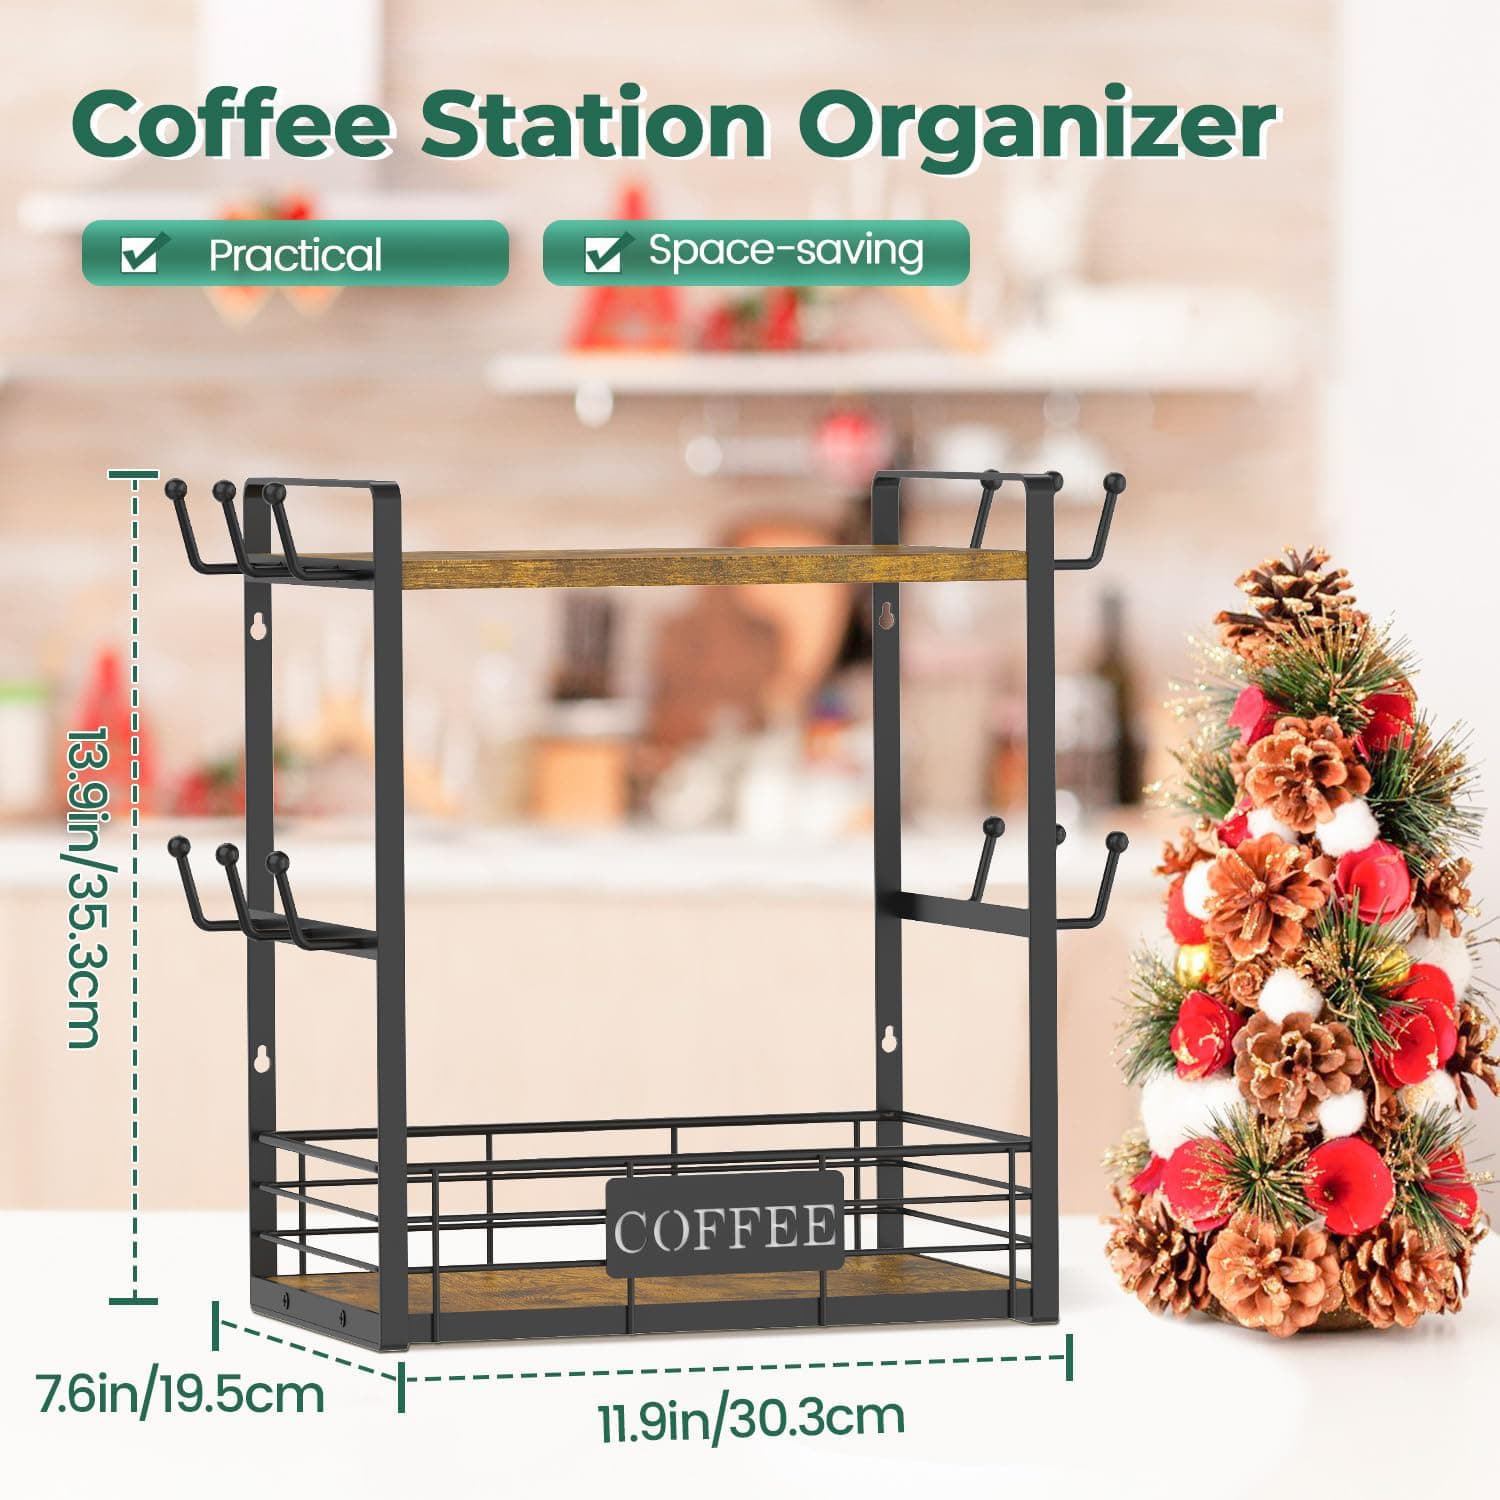 Coffee Station Organizer
Practical
Space-saving
13.9in/35.3cm
COFFEE
7.6in/19.5cm
11.9in/30.3cm